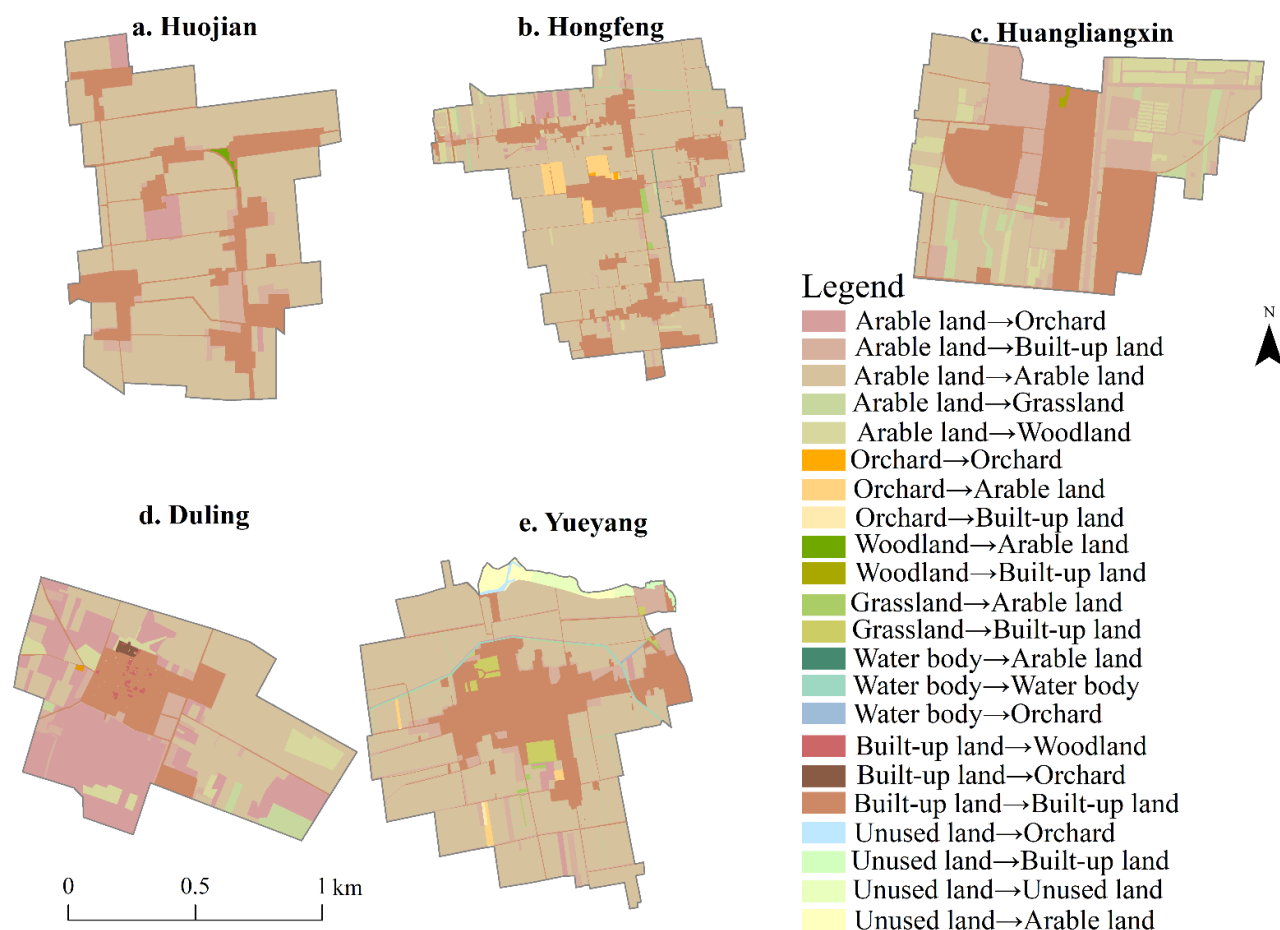 a. Huojian
b. Hongfeng
c. Huangliangxin
Legend
Arable land→Orchard
Arable land→Built-up land
Arable land→Arable land
Arable land→Grassland
Arable land→Woodland
Orchard→Orchard
Orchard→Arable land
Orchard→Built-up land
Woodland→Arable land
Woodland→Built-up land
Grassland→Arable land
Grassland→Built-up land
Water body→Arable land
Water body→Water body
Water body→Orchard
Built-up land→Woodland
Built-up land→Orchard
Built-up land→Built-up land
Unused land→Orchard
Unused land→Built-up land
Unused land→Unused land
Unused land→Arable land
N
d. Duling
e. Yueyang
0 0.5 1 km